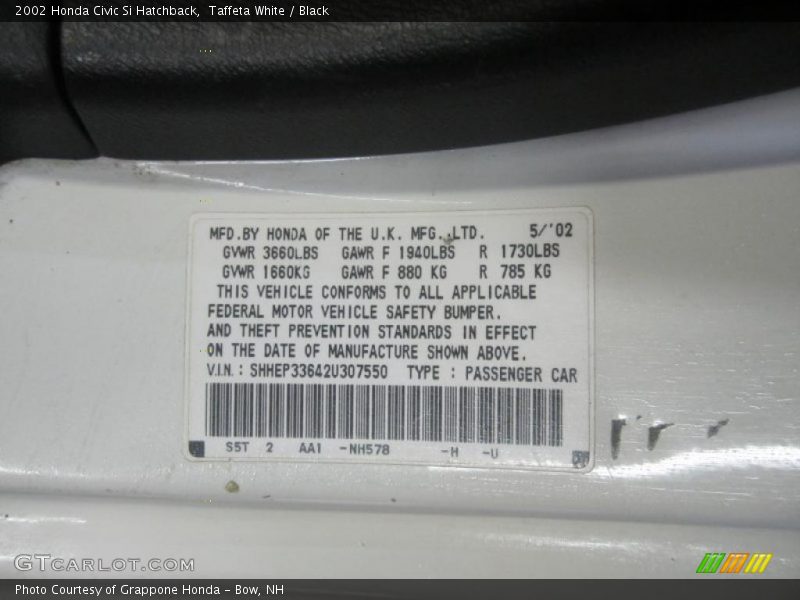 2002 Honda Civic Si Hatchback,  Taffeta White / Black
MFD.BY HONDA OF THE U.K. MFG.,LTD. 5/'02
GVWR 3660LBS GAWR F 1940LBS R 1730LBS
GVWR 1660KG GAWR F 880 KG R 785 KG
THIS VEHICLE CONFORMS TO ALL APPLICABLE
FEDERAL MOTOR VEHICLE SAFETY BUMPER.
AND THEFT PREVENTION STANDARDS IN EFFECT
ON THE DATE OF MANUFACTURE SHOWN ABOVE.
V.I.N.: SHHEP33642U307550 TYPE : PASSENGER CAR
S5T 2 AA1 -NH578 -H -U
GTCARLOT.COM
Photo Courtesy of Grappone Honda - Bow, NH